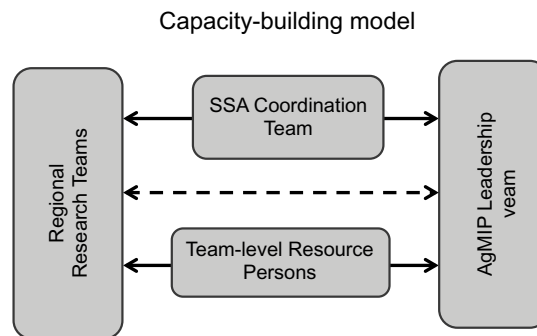 Capacity-building model
Regional
Research Teams
SSA Coordination
Team
Team-level Resource
Persons
AgMIP Leadership
veam